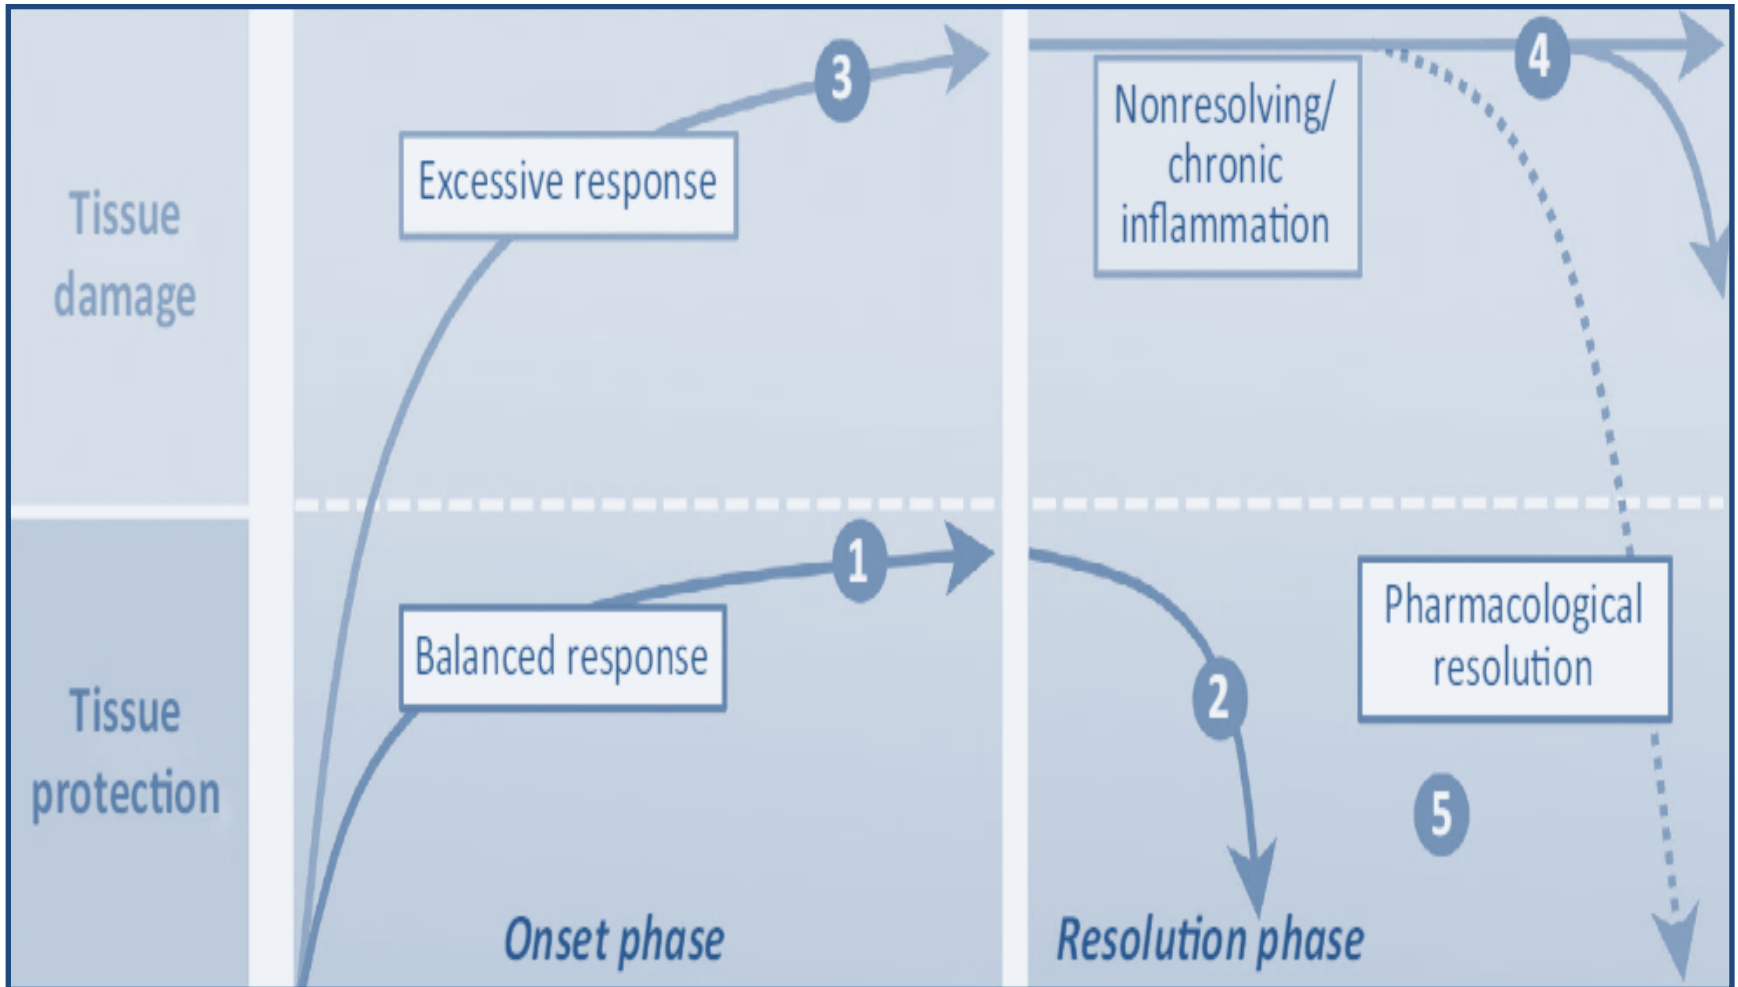 Tissue
damage
Tissue
protection
3
Excessive response
1
Balanced response
Onset phase
4
Nonresolving/
chronic
inflammation
Pharmacological
resolution
2
5
Resolution phase